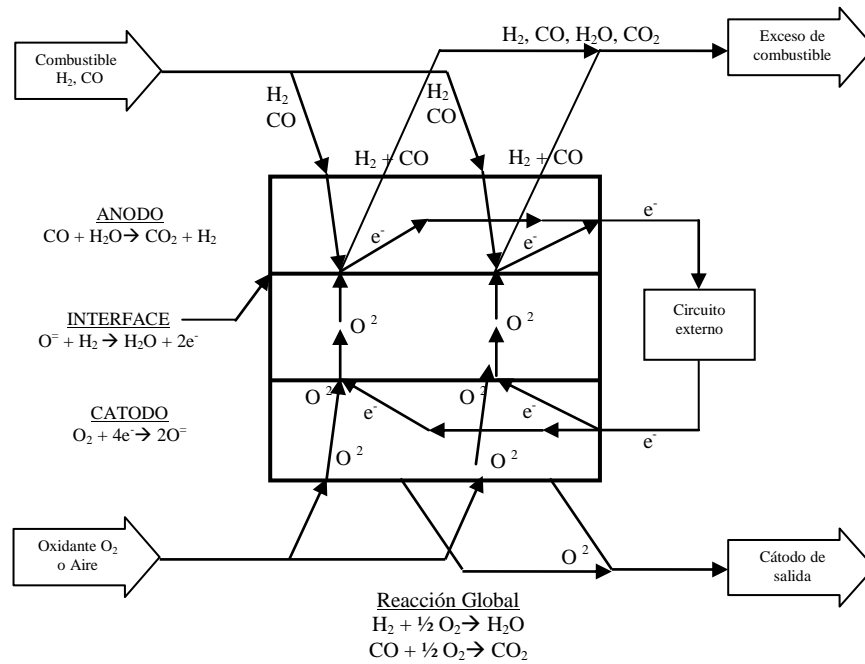 Combustible
H₂, CO
H₂, CO, H₂O, CO₂
Exceso de
combustible
H₂
CO
H₂
CO
H₂ + CO
H₂ + CO
ANODO
CO + H₂O→ CO₂ + H₂
e⁻
e⁻
e⁻
INTERFACE
O⁼ + H₂ → H₂O + 2e⁻
O ²
O ²
Circuito
externo
CATODO
O₂ + 4e⁻→ 2O⁼
O ²
O ²
e⁻
e⁻
e⁻
O ²
O ²
Oxidante O₂
o Aire
O ²
Cátodo de
salida
Reacción Global
H₂ + ½ O₂→ H₂O
CO + ½ O₂→ CO₂